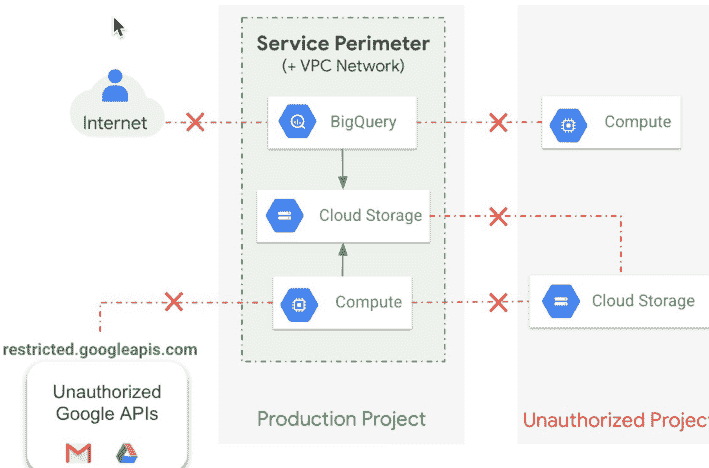 Service Perimeter
(+ VPC Network)
Internet
BigQuery
Compute
Cloud Storage
Compute
Cloud Storage
restricted.googleapis.com
Unauthorized
Google APIs
Production Project
Unauthorized Projec